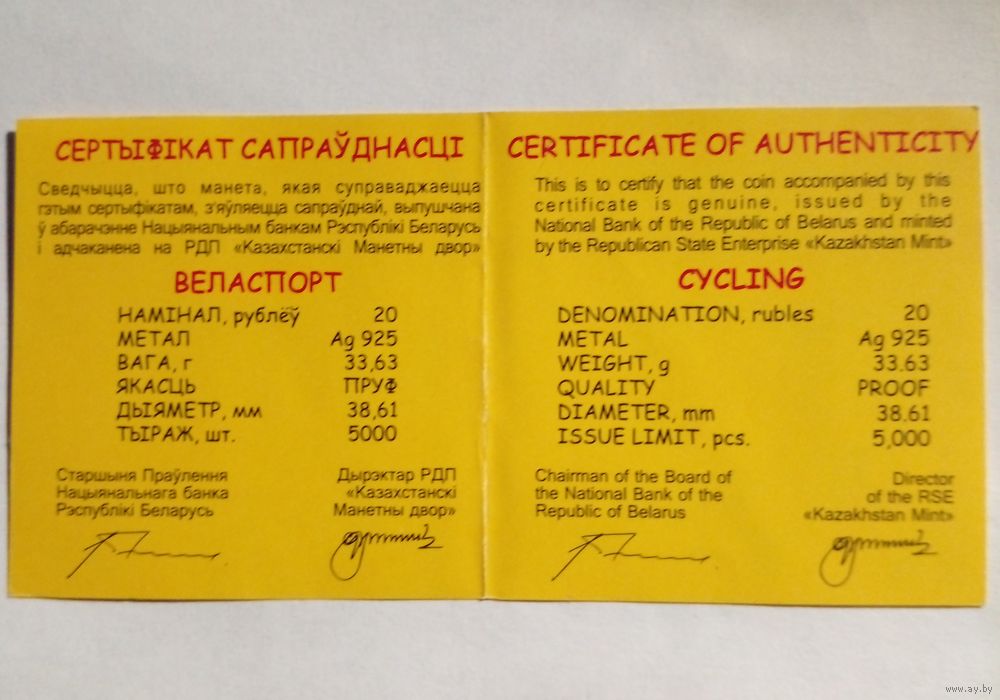 СЕРТЫФІКАТ САПРАЎДНАСЦІ
Сведчыцца, што манета, якая суправаджаецца
гэтым сертыфікатам, з'яўляецца сапраўднай, выпушчана
ў абарачэнне Нацыянальным банкам Рэспублікі Беларусь
і адчаканена на РДП «Казахстанскі Манетны двор»
ВЕЛАСПОРТ
НАМІНАЛ, рублёў 20
МЕТАЛ Ag 925
ВАГА, г 33,63
ЯКАСЦЬ ПРУФ
ДЫЯМЕТР, мм 38,61
ТЫРАЖ, шт. 5000
Старшыня Праўлення
Нацыянальнага банка
Рэспублікі Беларусь
Дырэктар РДП
«Казахстанскі
Манетны двор»
CERTIFICATE OF AUTHENTICITY
This is to certify that the coin accompanied by this
certificate is genuine, issued by the
National Bank of the Republic of Belarus and minted
by the Republican State Enterprise «Kazakhstan Mint»
CYCLING
DENOMINATION, rubles 20
METAL Ag 925
WEIGHT, g 33.63
QUALITY PROOF
DIAMETER, mm 38.61
ISSUE LIMIT, pcs. 5,000
Chairman of the Board of
the National Bank of the
Republic of Belarus
Director
of the RSE
«Kazakhstan Mint»
www.ay.by